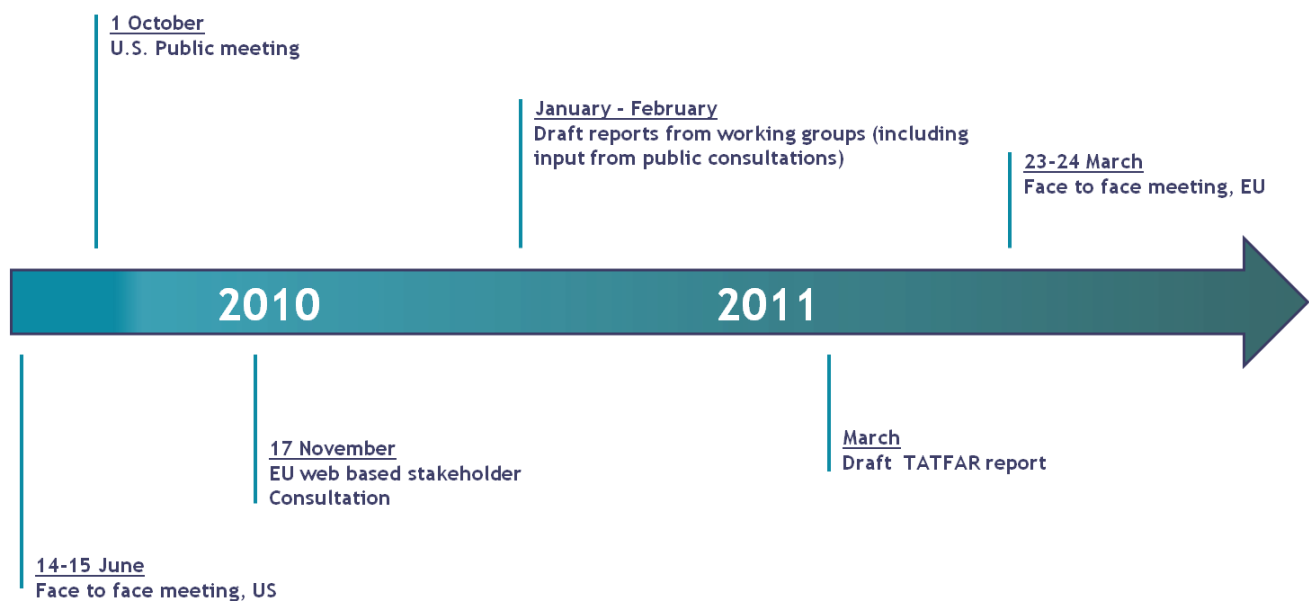 1 October
U.S. Public meeting
January - February
Draft reports from working groups (including
input from public consultations)
23-24 March
Face to face meeting, EU
2010
2011
17 November
EU web based stakeholder
Consultation
March
Draft TATFAR report
14-15 June
Face to face meeting, US